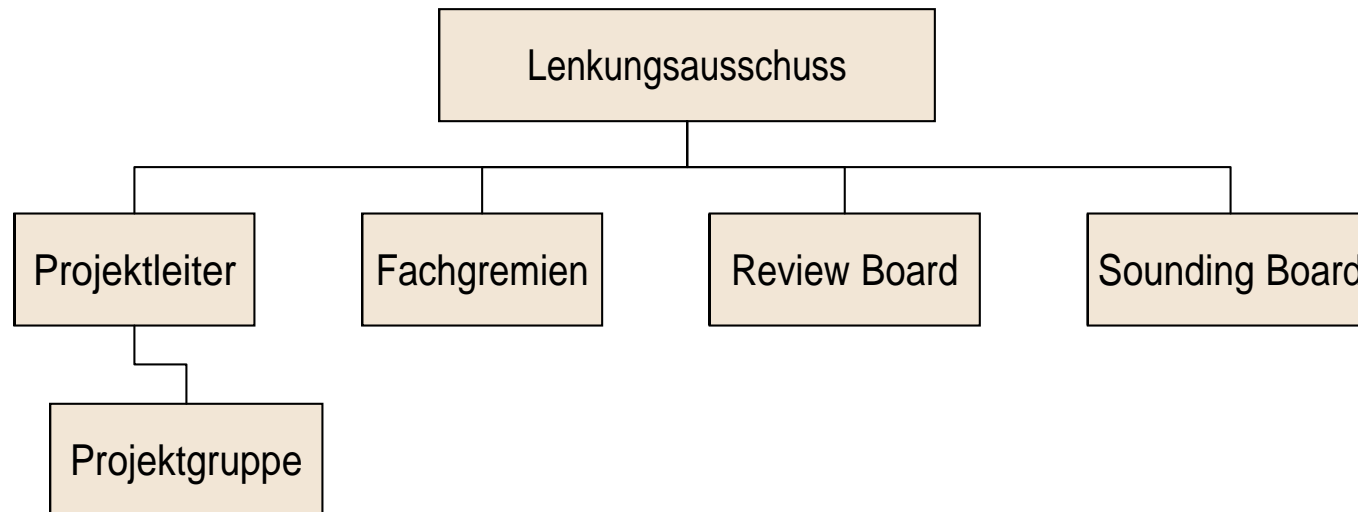 Lenkungsausschuss
Projektleiter
Fachgremien
Review Board
Sounding Board
Projektgruppe